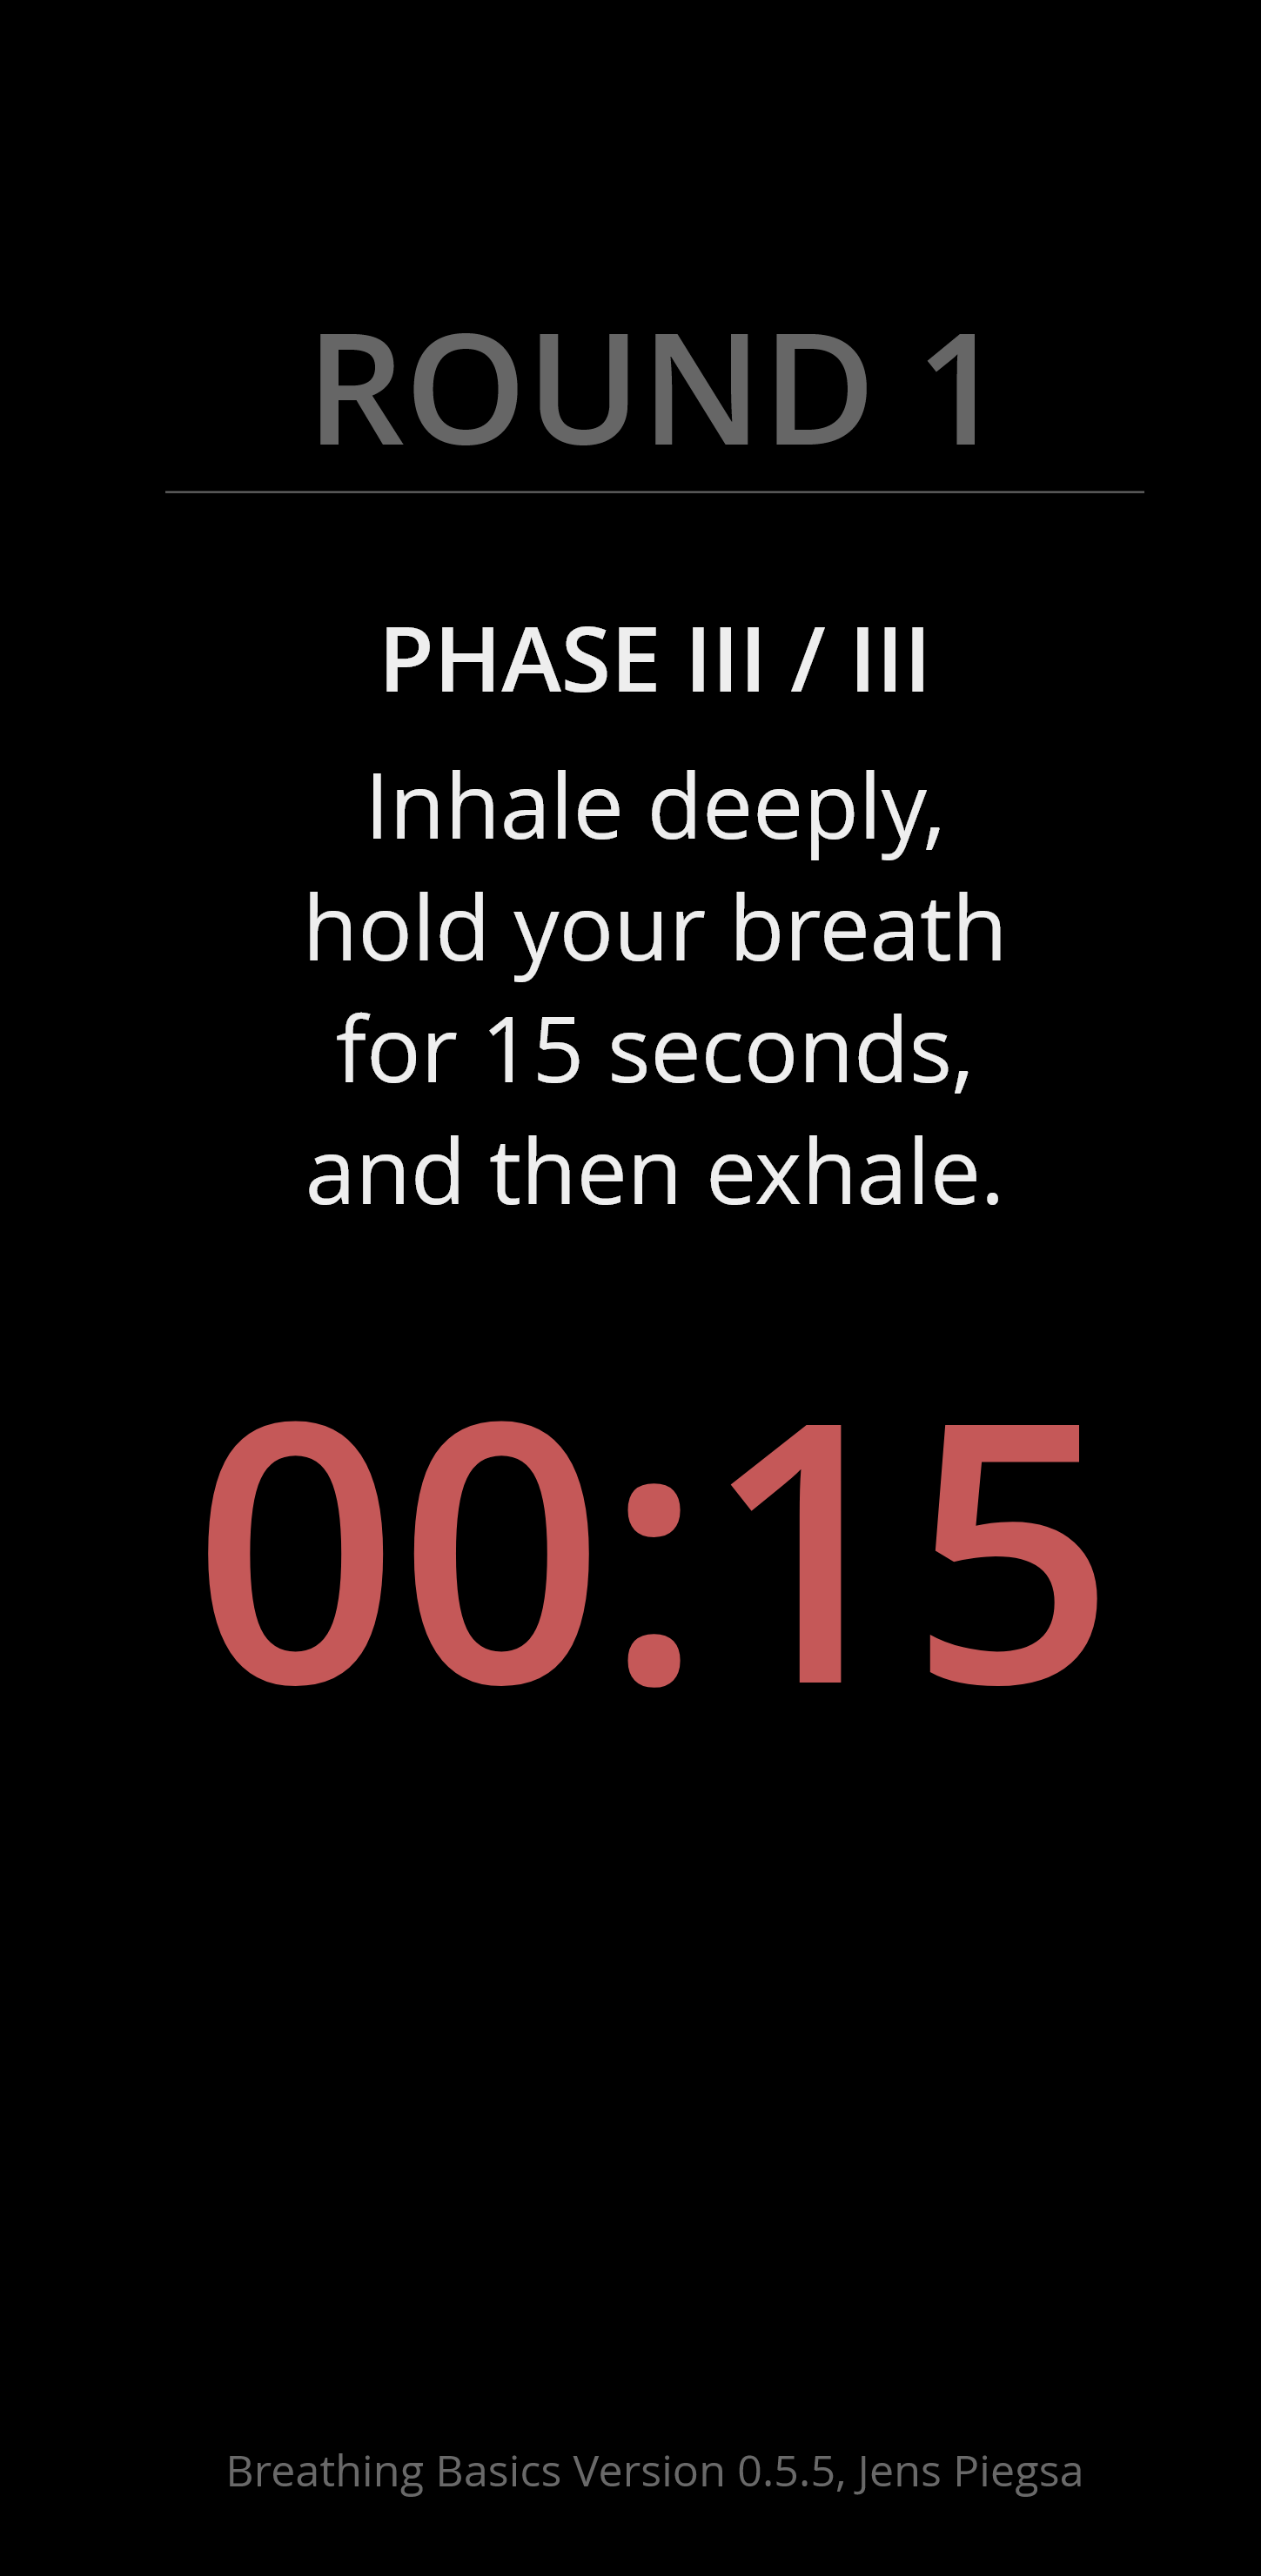 ROUND 1
PHASE III / III
Inhale deeply,
hold your breath
for 15 seconds,
and then exhale.
00:15
Breathing Basics Version 0.5.5, Jens Piegsa